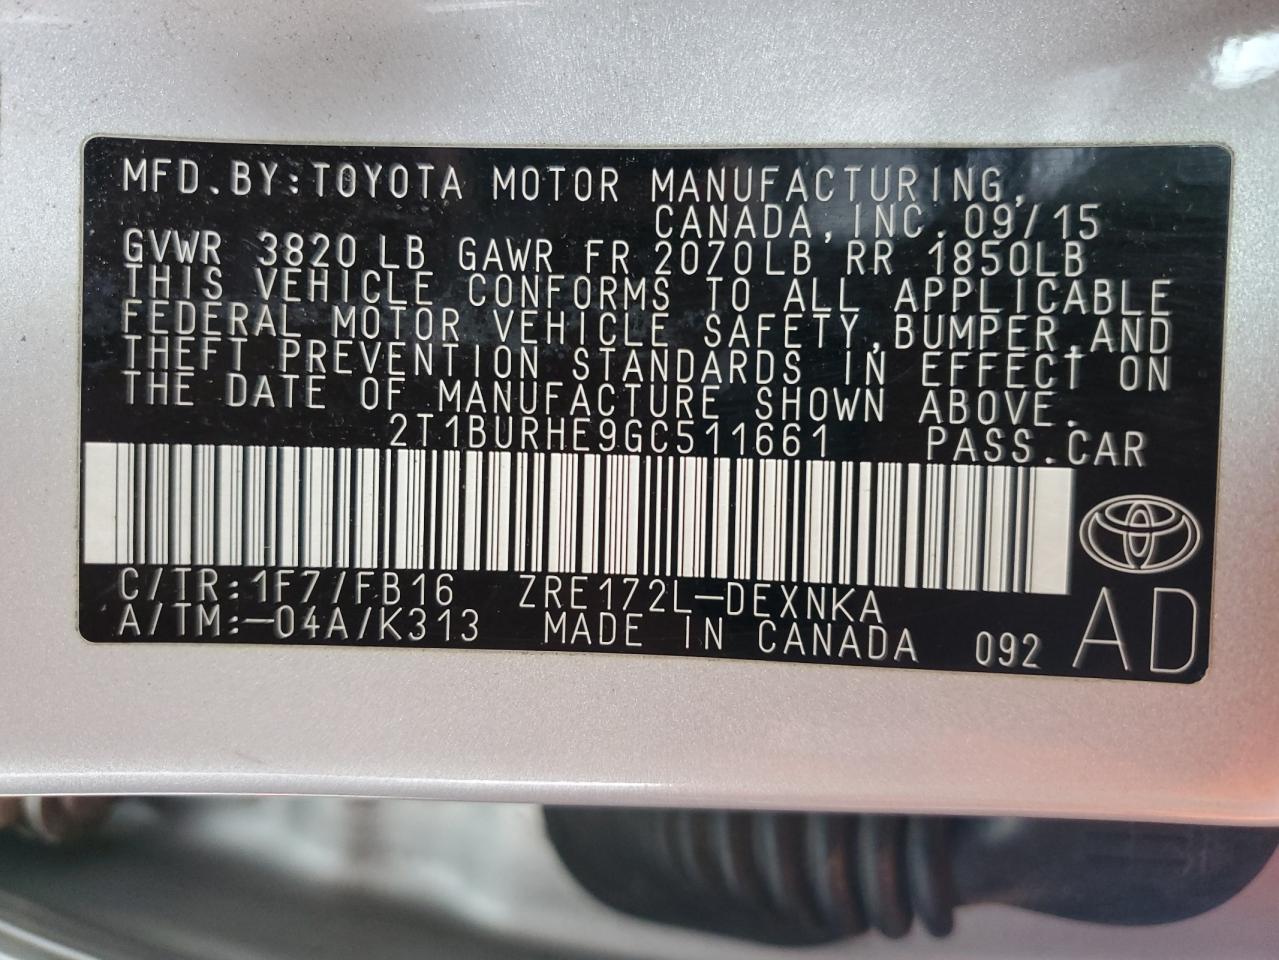 MFD.BY:TOYOTA MOTOR MANUFACTURING,
CANADA,INC.09/15
GVWR 3820 LB GAWR FR 2070LB RR 1850LB
THIS VEHICLE CONFORMS TO ALL APPLICABLE
FEDERAL MOTOR VEHICLE SAFETY,BUMPER,AND
THEFT PREVENTION STANDARDS IN EFFECT ON
THE DATE OF MANUFACTURE SHOWN ABOVE.
2T1BURHE9GC511661 PASS.CAR
C/TR:1F7/FB16 ZRE172L-DEXNKA
A/TM:-04A/K313 MADE IN CANADA 092 AD